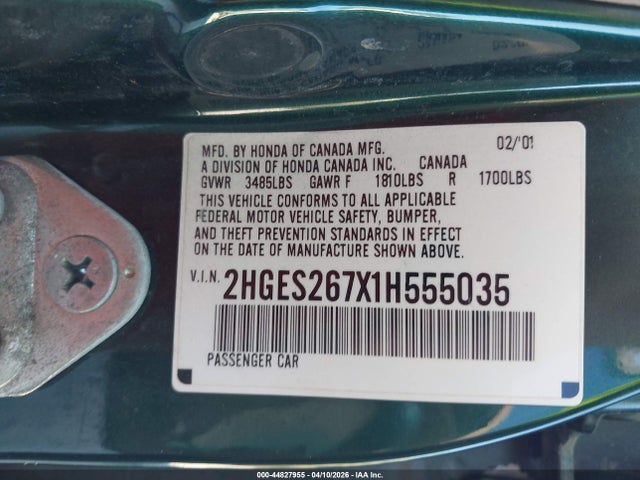 MFD. BY HONDA OF CANADA MFG. 02/'01
A DIVISION OF HONDA CANADA INC. CANADA
GVWR 3485LBS GAWR F 1810LBS R 1700LBS
THIS VEHICLE CONFORMS TO ALL APPLICABLE
FEDERAL MOTOR VEHICLE SAFETY, BUMPER,
AND THEFT PREVENTION STANDARDS IN EFFECT
ON THE DATE OF MANUFACTURE SHOWN ABOVE.
V.I.N. 2HGES267X1H555035
PASSENGER CAR
000-44827955 - 04/10/2026 - IAA Inc.